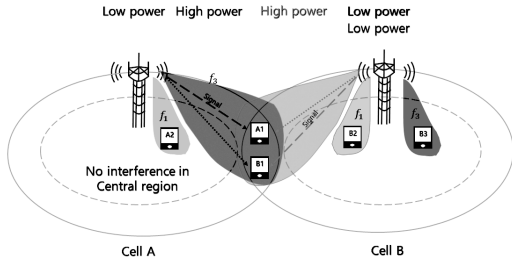 Low power High power High power Low power
Low power
f3
Signal
Signal
f1
A2
A1
B1
f1
B2
f3
B3
No interference in
Central region
Cell A
Cell B